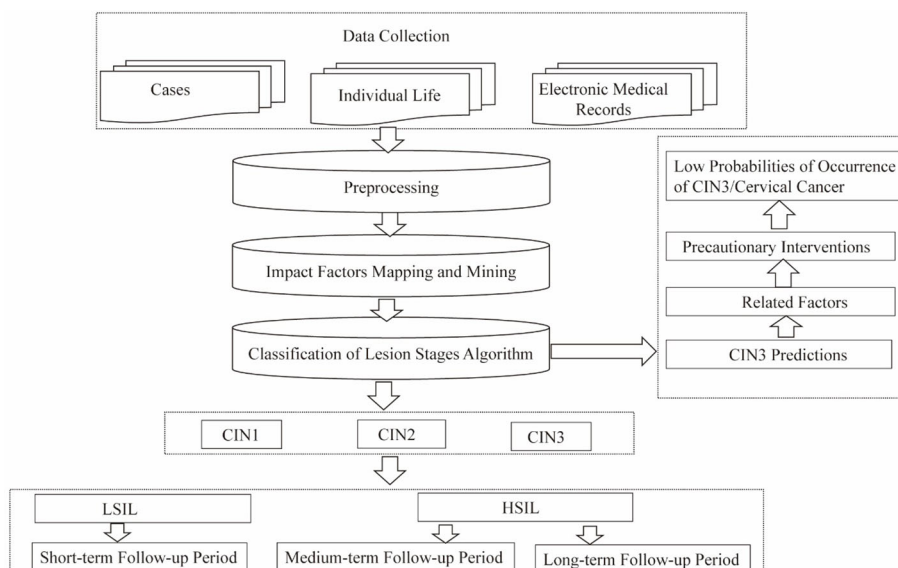 Data Collection
Cases
Individual Life
Electronic Medical
Records
Preprocessing
Impact Factors Mapping and Mining
Classification of Lesion Stages Algorithm
Low Probabilities of Occurrence
of CIN3/Cervical Cancer
Precautionary Interventions
Related Factors
CIN3 Predictions
CIN1
CIN2
CIN3
LSIL
HSIL
Short-term Follow-up Period
Medium-term Follow-up Period
Long-term Follow-up Period